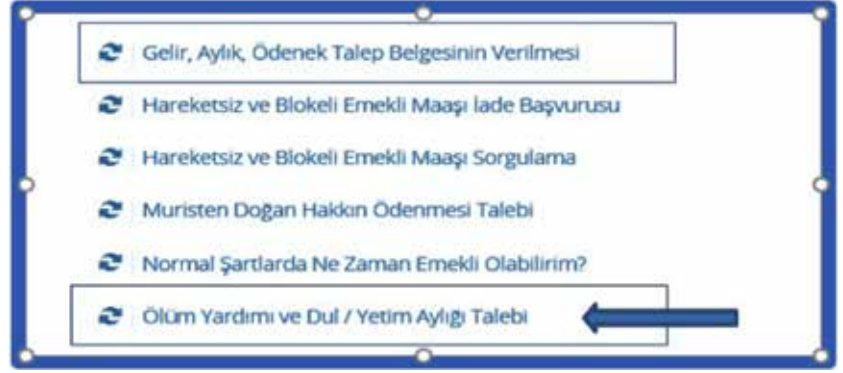 Gelir, Aylık, Ödenek Talep Belgesinin Verilmesi
Hareketsiz ve Blokeli Emekli Maaşı İade Başvurusu
Hareketsiz ve Blokeli Emekli Maaşı Sorgulama
Muristen Doğan Hakkın Ödenmesi Talebi
Normal Şartlarda Ne Zaman Emekli Olabilirim?
Ölüm Yardımı ve Dul / Yetim Aylığı Talebi